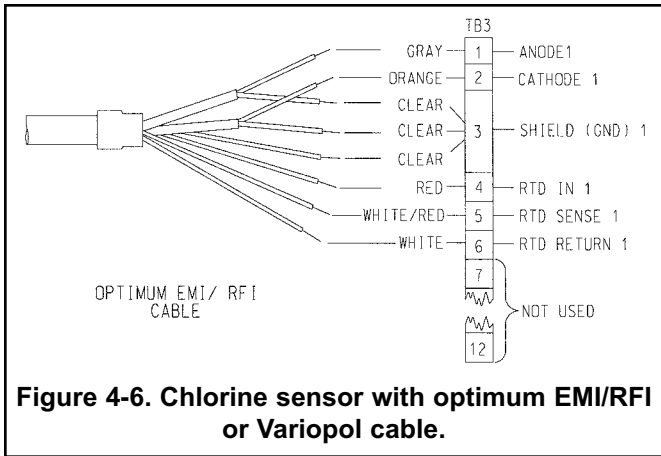 TB3
GRAY 1 ANODE1
ORANGE 2 CATHODE 1
CLEAR
CLEAR 3 SHIELD (GND) 1
CLEAR
RED 4 RTD IN 1
WHITE/RED 5 RTD SENSE 1
WHITE 6 RTD RETURN 1
7
OPTIMUM EMI/ RFI
CABLE
NOT USED
12
Figure 4-6. Chlorine sensor with optimum EMI/RFI
or Variopol cable.